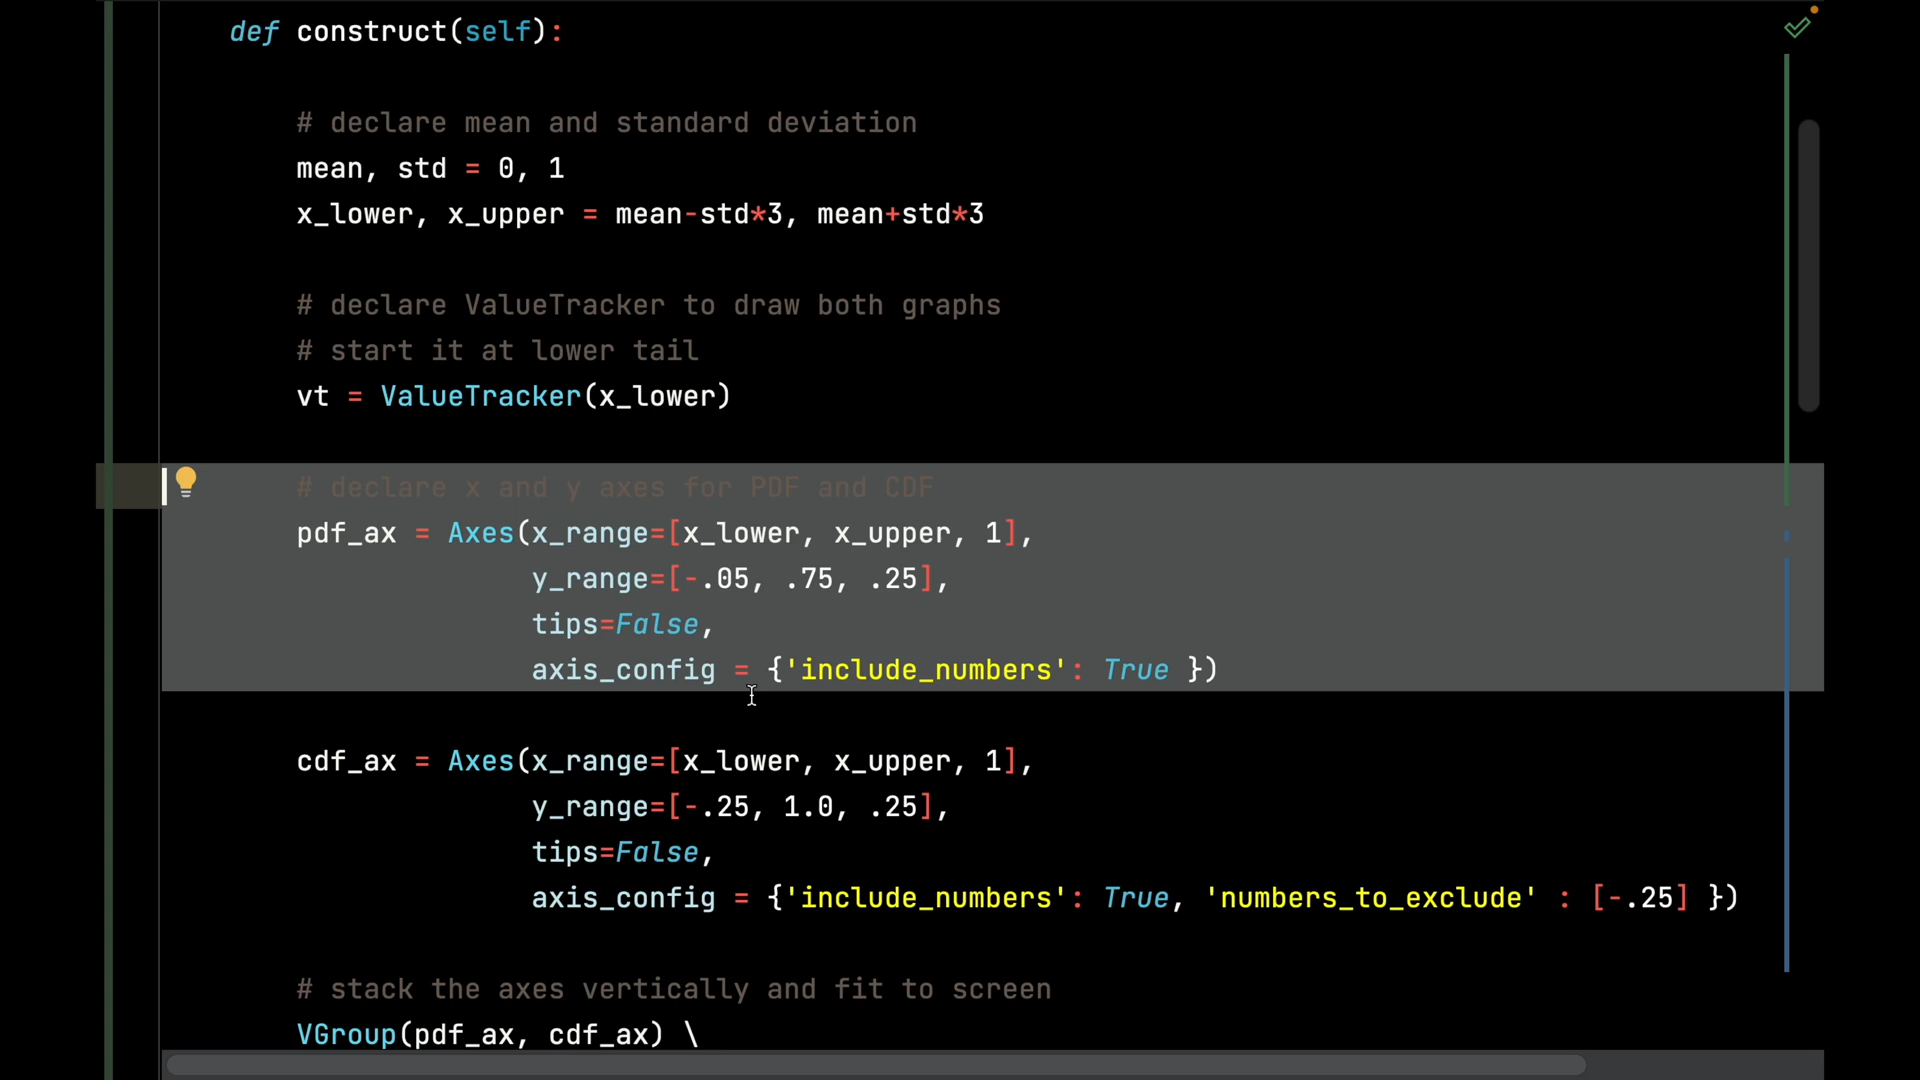 def construct(self):
# declare mean and standard deviation
mean, std = 0, 1
x_lower, x_upper = mean-std*3, mean+std*3
# declare ValueTracker to draw both graphs
# start it at lower tail
vt = ValueTracker(x_lower)
# declare x and y axes for PDF and CDF
pdf_ax = Axes(x_range=[x_lower, x_upper, 1],
y_range=[-.05, .75, .25],
tips=False,
axis_config = {'include_numbers': True })
cdf_ax = Axes(x_range=[x_lower, x_upper, 1],
y_range=[-.25, 1.0, .25],
tips=False,
axis_config = {'include_numbers': True, 'numbers_to_exclude' : [-.25] })
# stack the axes vertically and fit to screen
VGroup(pdf_ax, cdf_ax) \